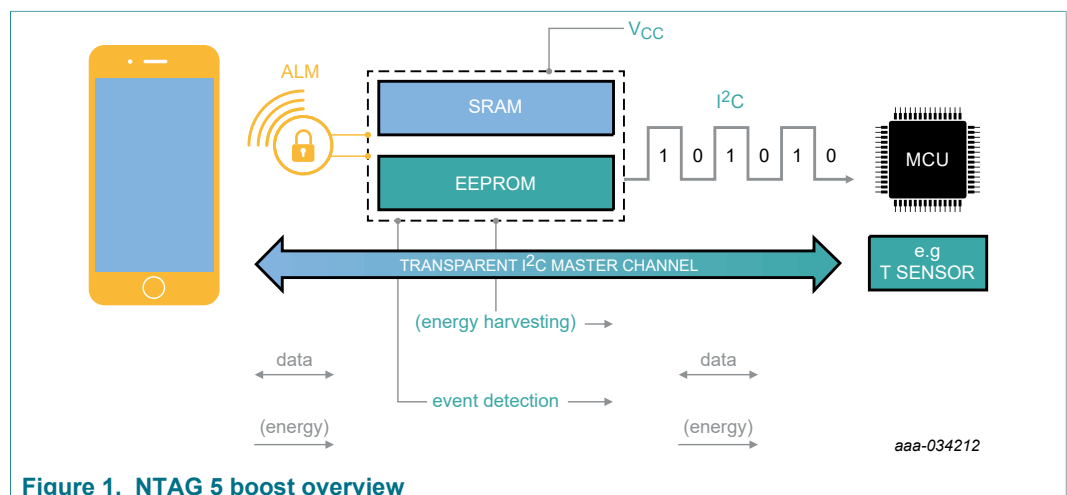 V_CC
ALM
SRAM
I²C
1 0 1 0 1 0
MCU
EEPROM
TRANSPARENT I²C MASTER CHANNEL
e.g
T SENSOR
(energy harvesting)
data
data
event detection
(energy)
(energy)
aaa-034212
Figure 1. NTAG 5 boost overview